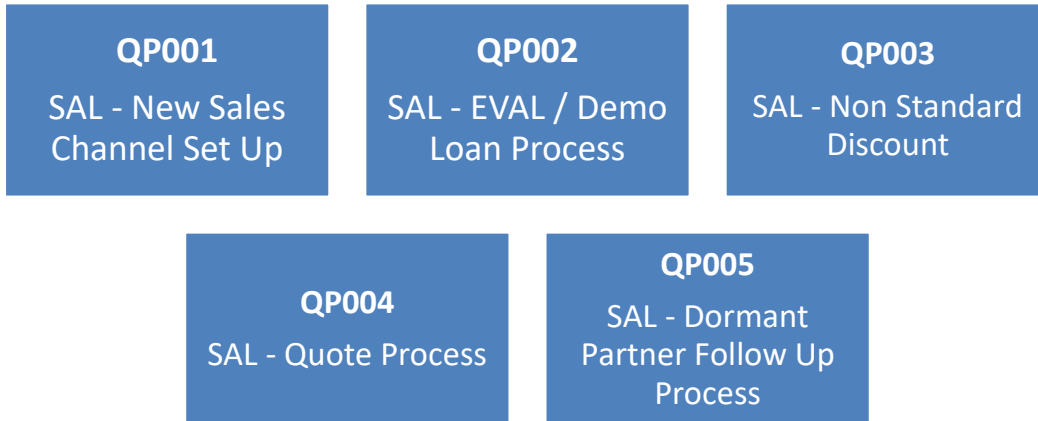 QP001
SAL - New Sales
Channel Set Up
QP002
SAL - EVAL / Demo
Loan Process
QP003
SAL - Non Standard
Discount
QP004
SAL - Quote Process
QP005
SAL - Dormant
Partner Follow Up
Process